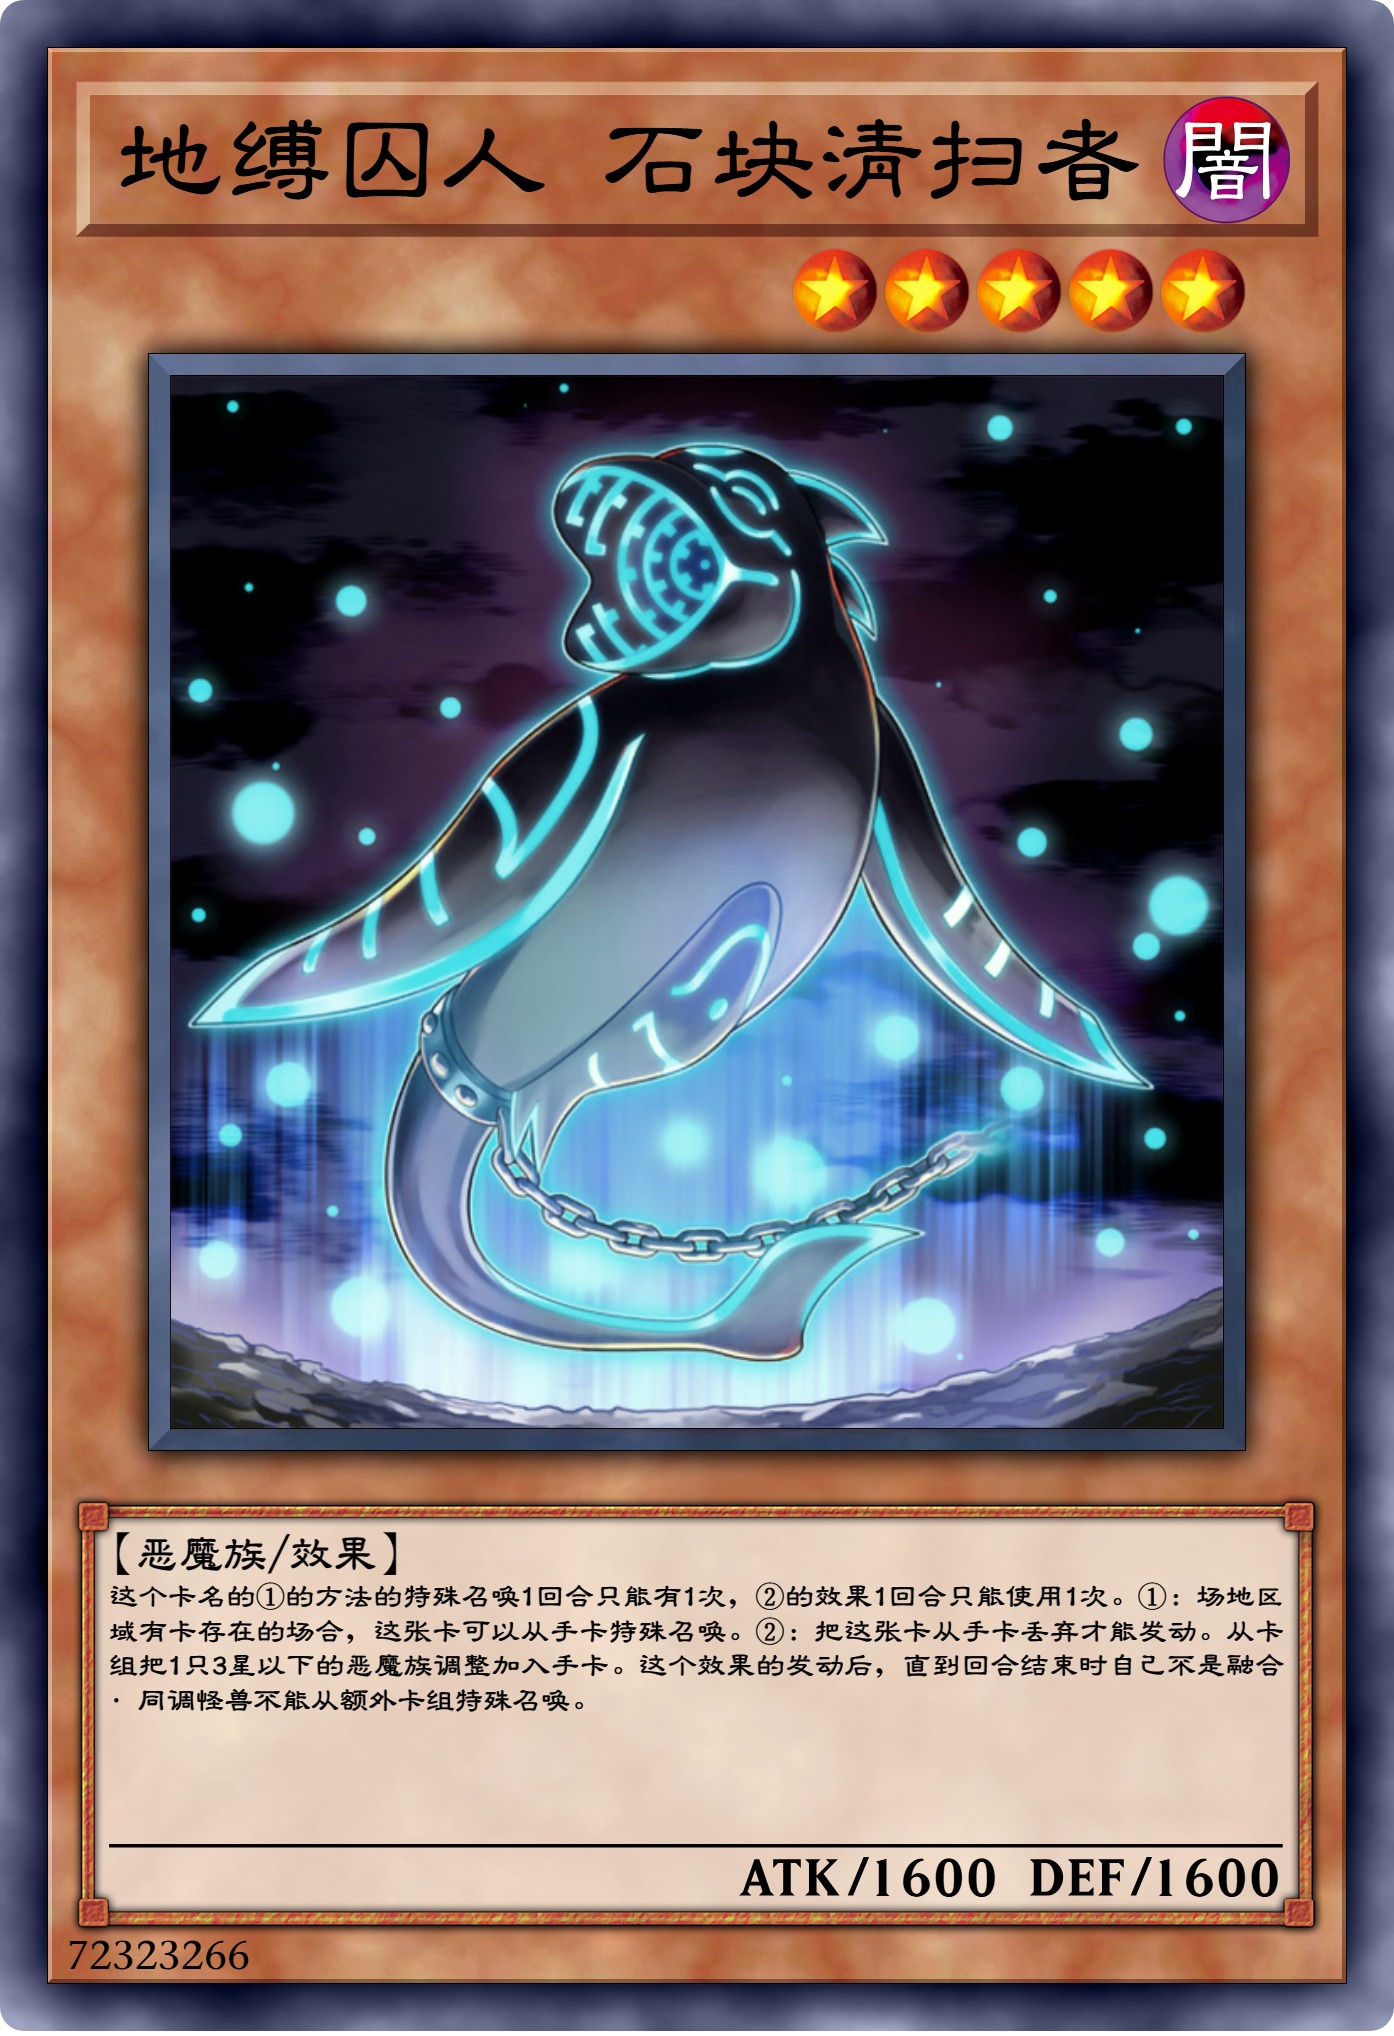 地缚囚人 石块清扫者 闇
【恶魔族/效果】
这个卡名的①的方法的特殊召唤1回合只能有1次，②的效果1回合只能使用1次。①：场地区
域有卡存在的场合，这张卡可以从手卡特殊召唤。②：把这张卡从手卡丢弃才能发动。从卡
组把1只3星以下的恶魔族调整加入手卡。这个效果的发动后，直到回合结束时自己不是融合
·同调怪兽不能从额外卡组特殊召唤。
ATK/1600 DEF/1600
72323266